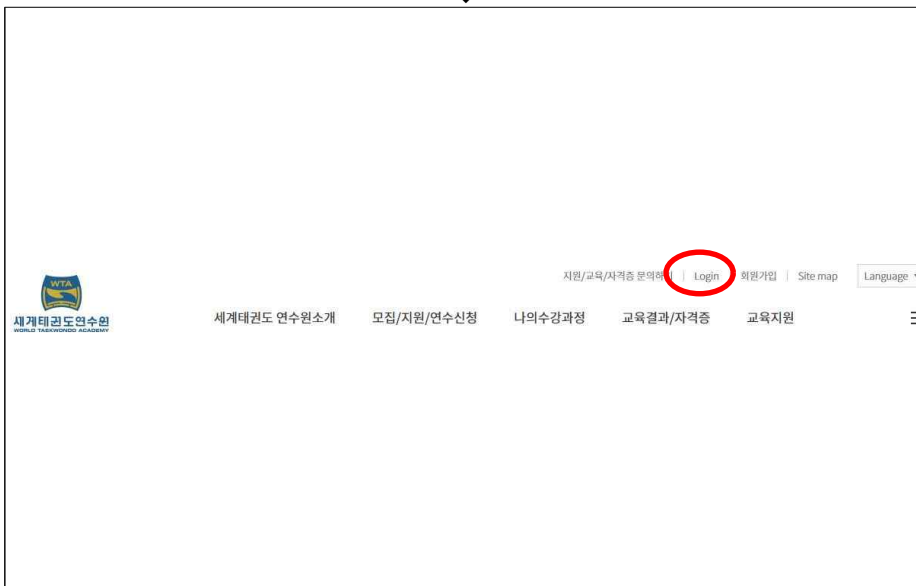 지원/교육/자격증 문의하 | Login 회원가입 | Site map Language
WTA
세계태권도연수원
WORLD TAEKWONDO ACADEMY
세계태권도 연수원소개 모집/지원/연수신청 나의수강과정 교육결과/자격증 교육지원